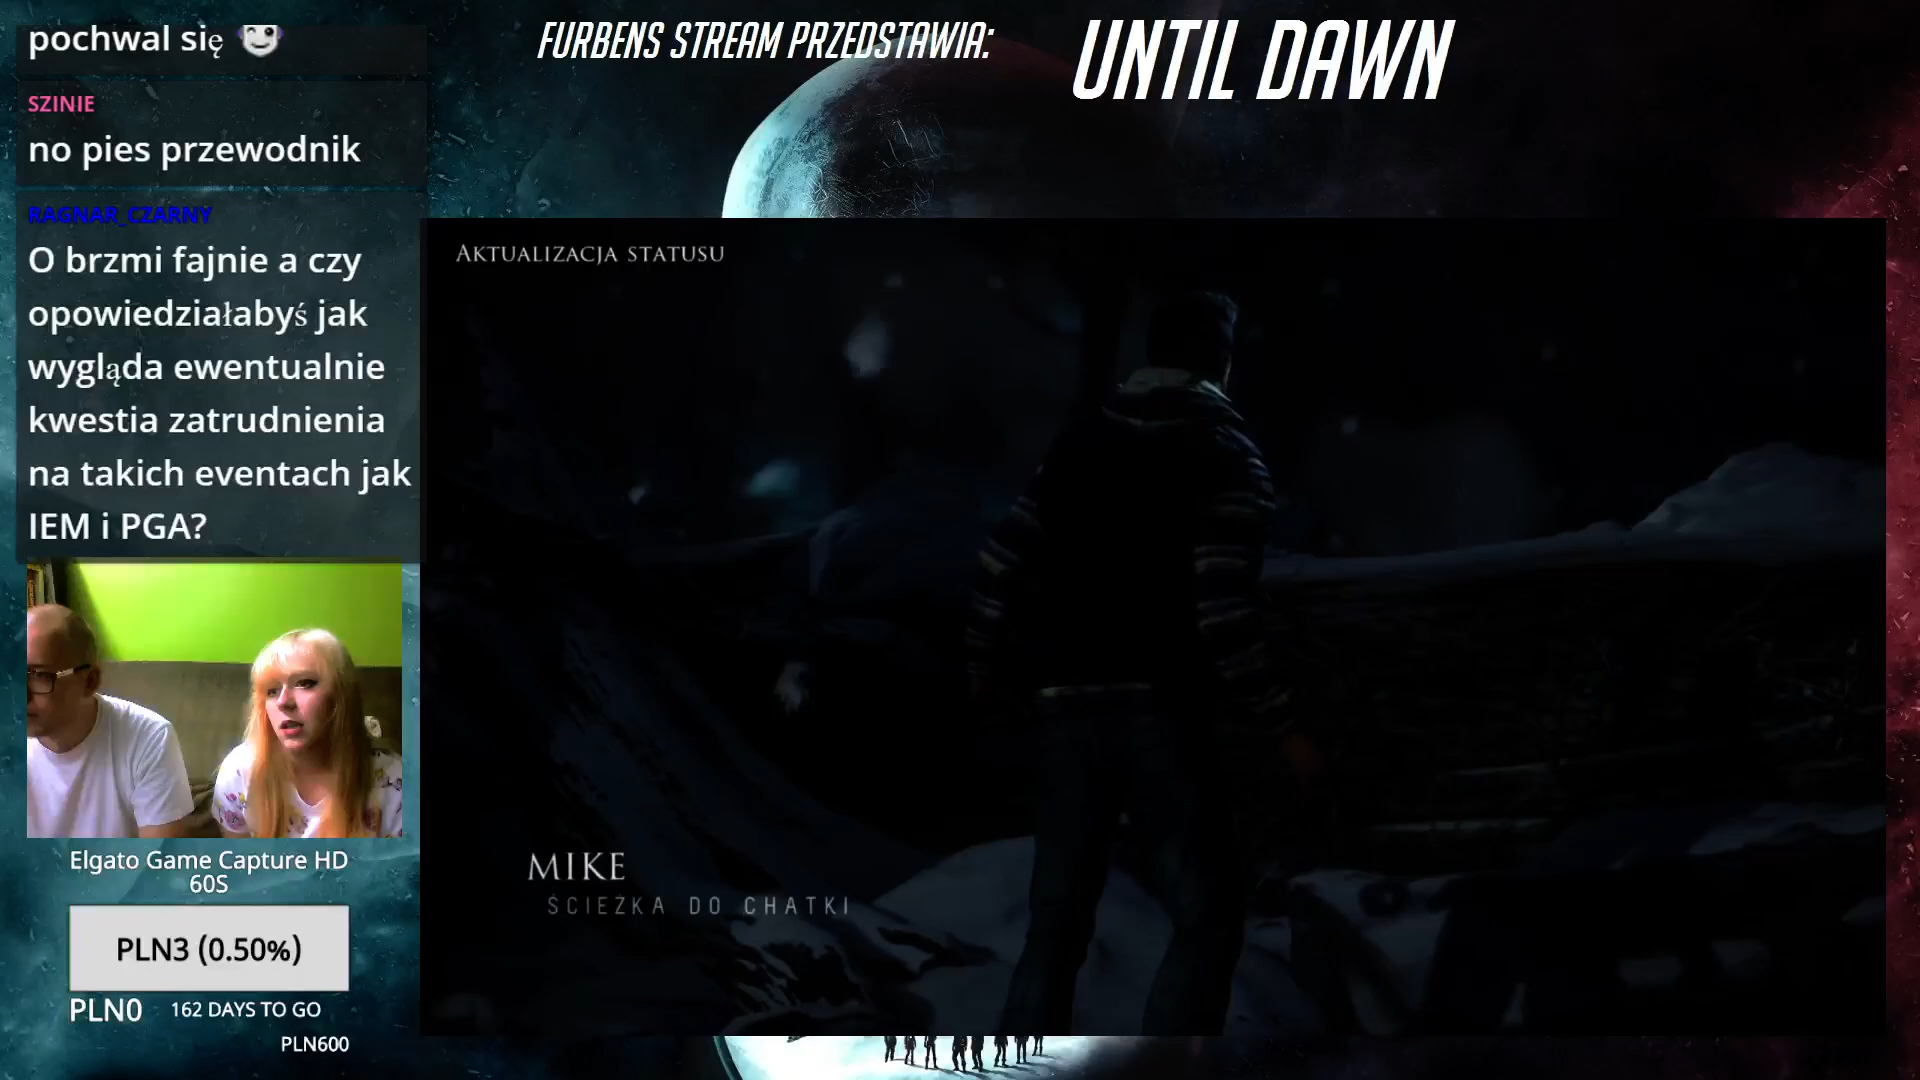 pochwal się
SZINIE
no pies przewodnik
RAGNAR_CZARNY
O brzmi fajnie a czy
opowiedziałabyś jak
wygląda ewentualnie
kwestia zatrudnienia
na takich eventach jak
IEM i PGA?
FURBENS STREAM PRZEDSTAWIA:
UNTIL DAWN
AKTUALIZACJA STATUSU
MIKE
ŚCIEŻKA DO CHATKI
Elgato Game Capture HD
60S
PLN3 (0.50%)
PLN0 162 DAYS TO GO
PLN600